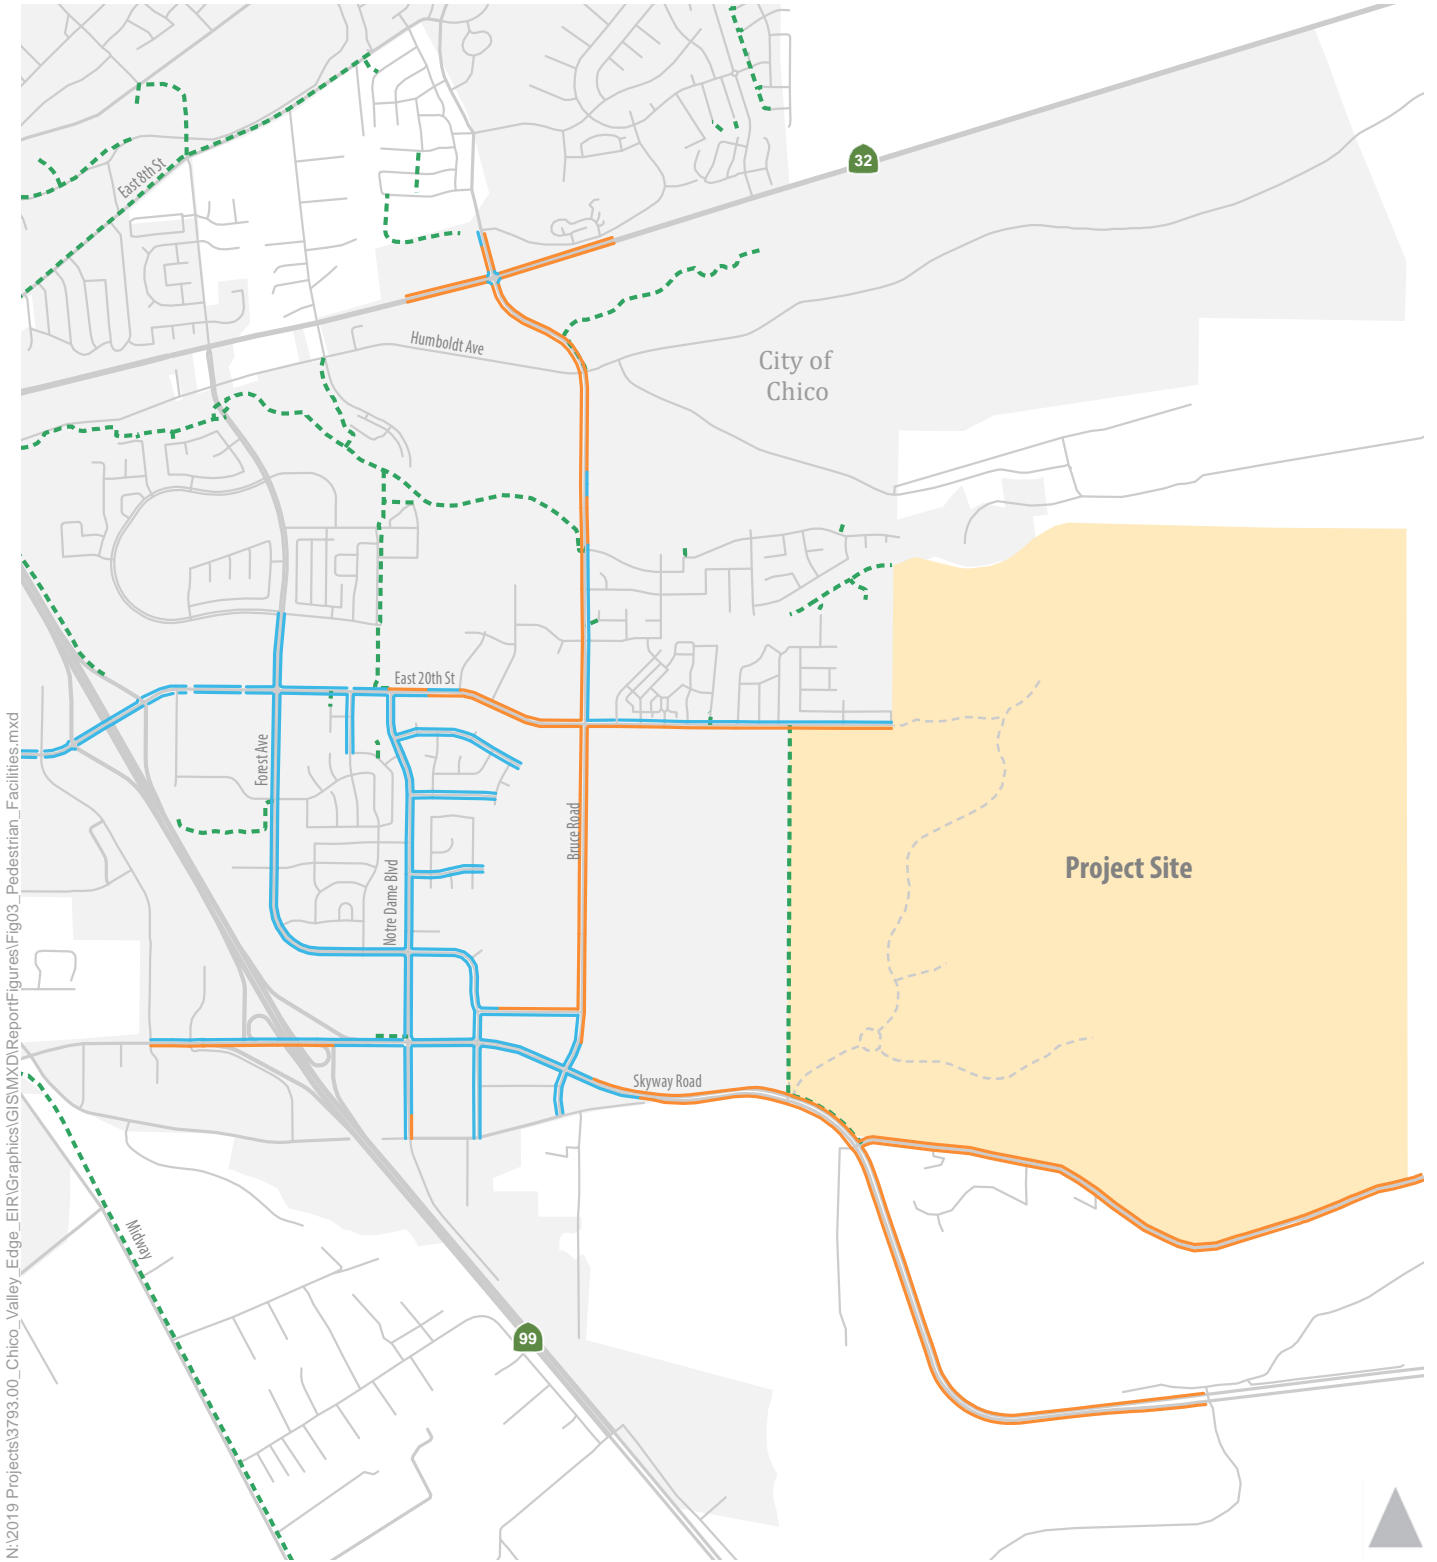 32
East 8th St
Humboldt Ave
City of
Chico
East 20th St
Forest Ave
Bruce Road
Notre Dame Blvd
Project Site
Skyway Road
Midway
99
N:\2019 Projects\3793.00_Chico_Valley_Edge_EIR\Graphics\GIS\MXD\ReportFigures\Fig03_Pedestrian_Facilities.mxd